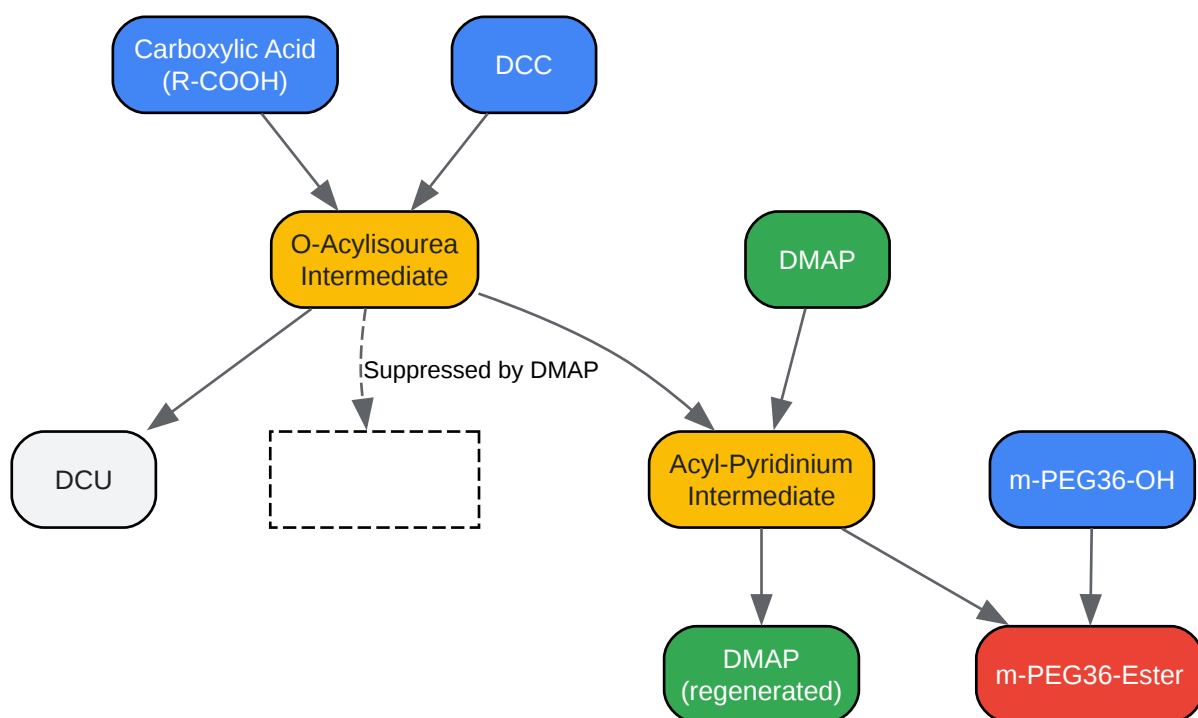 Carboxylic Acid
(R-COOH)
DCC
O-Acylisourea
Intermediate
DMAP
Suppressed by DMAP
DCU
Acyl-Pyridinium
Intermediate
m-PEG36-OH
DMAP
(regenerated)
m-PEG36-Ester